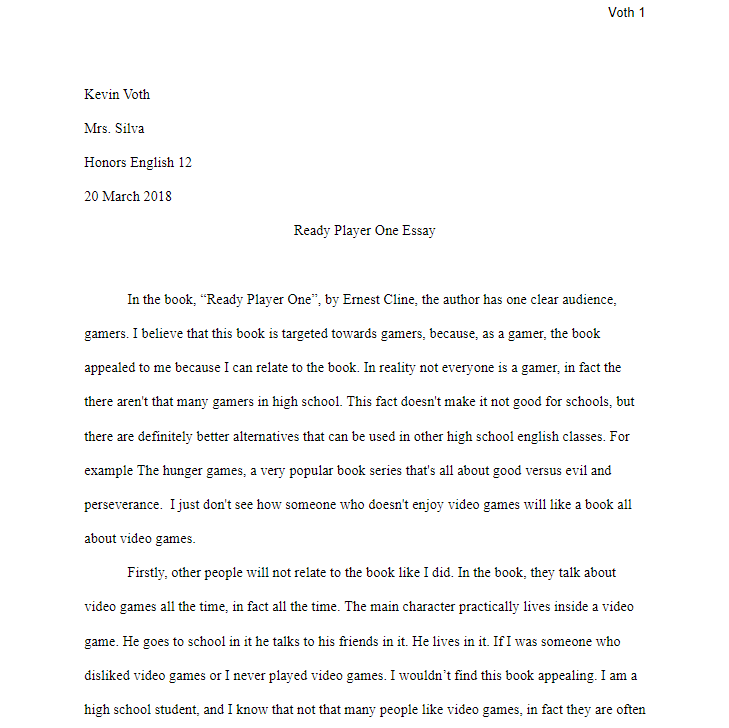 Voth 1
Kevin Voth
Mrs. Silva
Honors English 12
20 March 2018
Ready Player One Essay
In the book, “Ready Player One”, by Ernest Cline, the author has one clear audience,
gamers. I believe that this book is targeted towards gamers, because, as a gamer, the book
appealed to me because I can relate to the book. In reality not everyone is a gamer, in fact the
there aren't that many gamers in high school. This fact doesn't make it not good for schools, but
there are definitely better alternatives that can be used in other high school english classes. For
example The hunger games, a very popular book series that's all about good versus evil and
perseverance.  I just don't see how someone who doesn't enjoy video games will like a book all
about video games.
Firstly, other people will not relate to the book like I did. In the book, they talk about
video games all the time, in fact all the time. The main character practically lives inside a video
game. He goes to school in it he talks to his friends in it. He lives in it. If I was someone who
disliked video games or I never played video games. I wouldn’t find this book appealing. I am a
high school student, and I know that not that many people like video games, in fact they are often